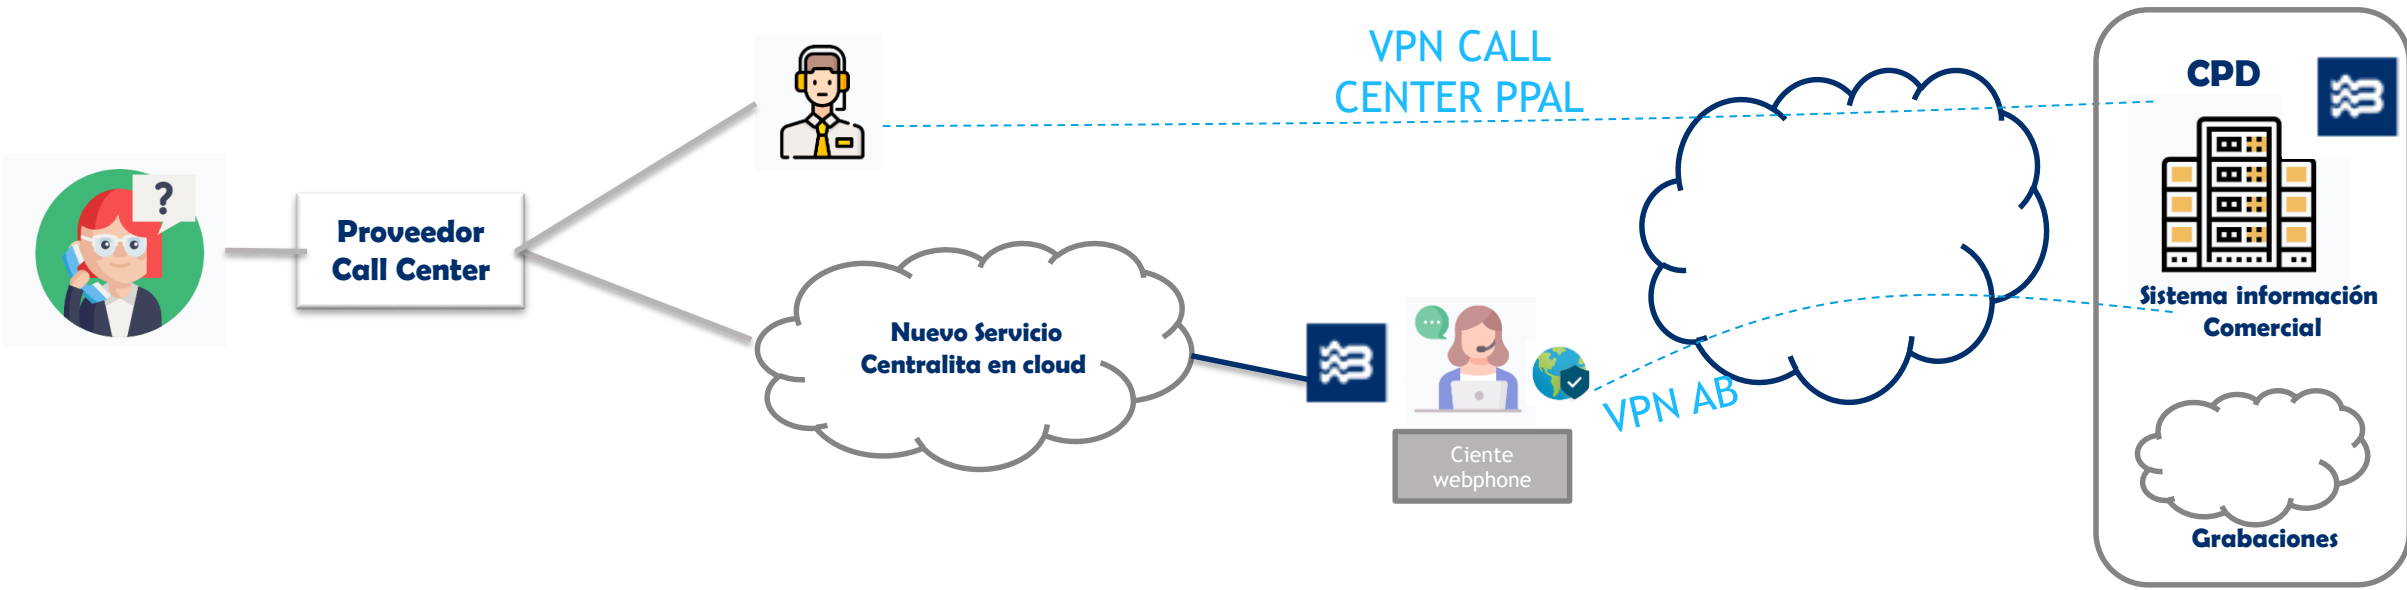 ?
Proveedor
Call Center
VPN CALL
CENTER PPAL
Nuevo Servicio
Centralita en cloud
Ciente
webphone
VPN AB
CPD
Sistema información
Comercial
Grabaciones